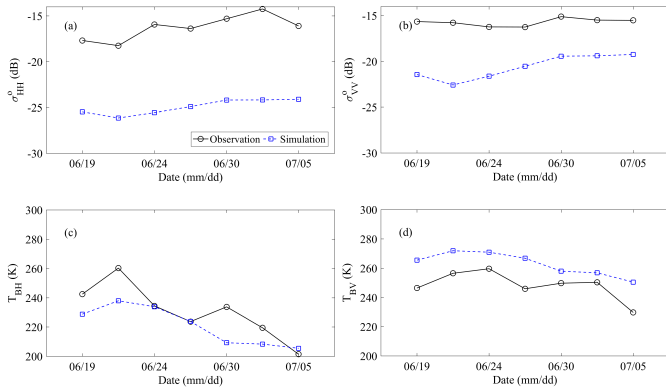 -15
(a)
-20
σ°HH (dB)
-25
Observation
Simulation
-30
06/19
06/24
06/30
07/05
Date (mm/dd)
-15
(b)
-20
σ°VV (dB)
-25
-30
06/19
06/24
06/30
07/05
Date (mm/dd)
300
(c)
280
260
TBH (K)
240
220
200
06/19
06/24
06/30
07/05
Date (mm/dd)
300
(d)
280
260
TBV (K)
240
220
200
06/19
06/24
06/30
07/05
Date (mm/dd)